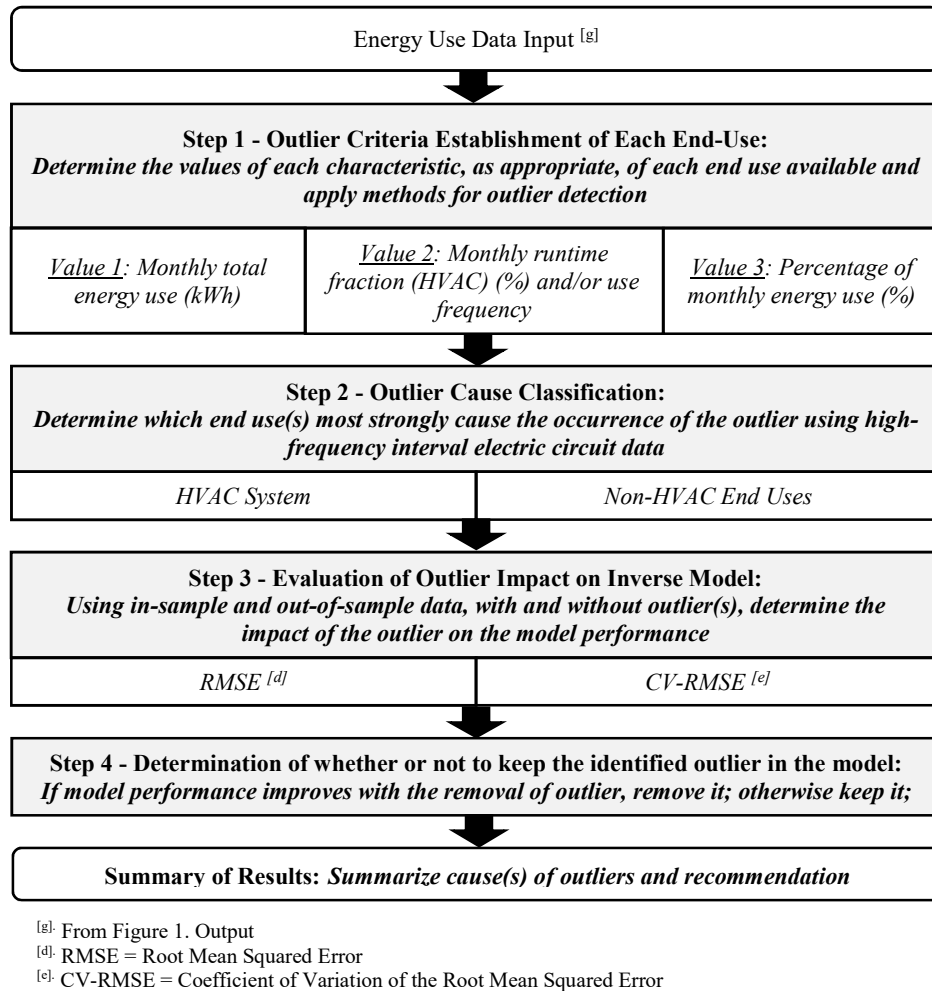 Energy Use Data Input [g]
Step 1 - Outlier Criteria Establishment of Each End-Use:
Determine the values of each characteristic, as appropriate, of each end use available and
apply methods for outlier detection
Value 1: Monthly total
energy use (kWh)
Value 2: Monthly runtime
fraction (HVAC) (%) and/or use
frequency
Value 3: Percentage of
monthly energy use (%)
Step 2 - Outlier Cause Classification:
Determine which end use(s) most strongly cause the occurrence of the outlier using high-
frequency interval electric circuit data
HVAC System
Non-HVAC End Uses
Step 3 - Evaluation of Outlier Impact on Inverse Model:
Using in-sample and out-of-sample data, with and without outlier(s), determine the
impact of the outlier on the model performance
RMSE [d]
CV-RMSE [e]
Step 4 - Determination of whether or not to keep the identified outlier in the model:
If model performance improves with the removal of outlier, remove it; otherwise keep it;
Summary of Results: Summarize cause(s) of outliers and recommendation
[g]. From Figure 1. Output
[d]. RMSE = Root Mean Squared Error
[e]. CV-RMSE = Coefficient of Variation of the Root Mean Squared Error